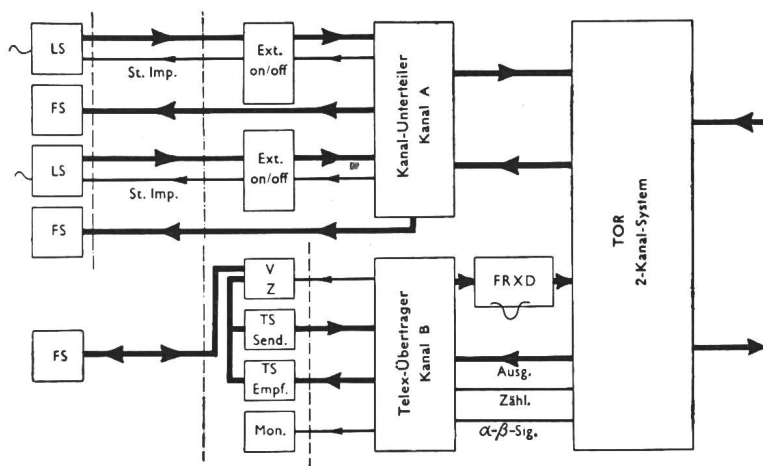 LS
St. Imp.
Ext.
on/off
FS
LS
St. Imp.
Ext.
on/off
FS
Kanal-Unterteiler
Kanal A
TOR
2-Kanal-System
FS
V
Z
TS
Send.
TS
Empf.
Mon.
Telex-Übertrager
Kanal B
FRXD
Ausg.
Zähl.
α-β-Sig.